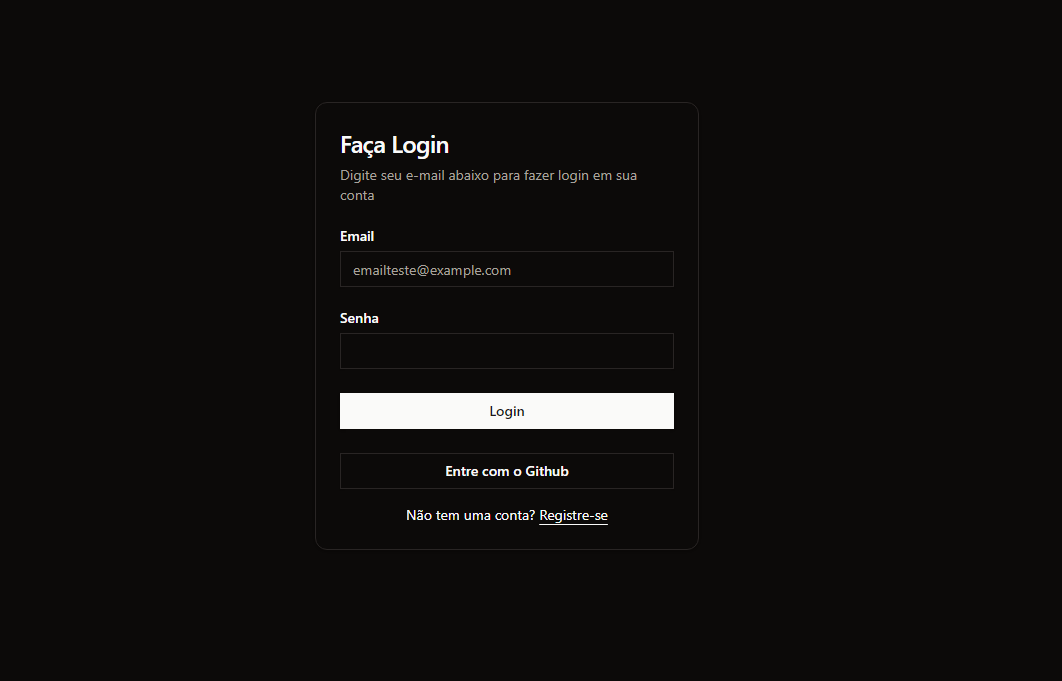 Faça Login
Digite seu e-mail abaixo para fazer login em sua
conta
Email
emailteste@example.com
Senha
Login
Entre com o Github
Não tem uma conta? Registre-se